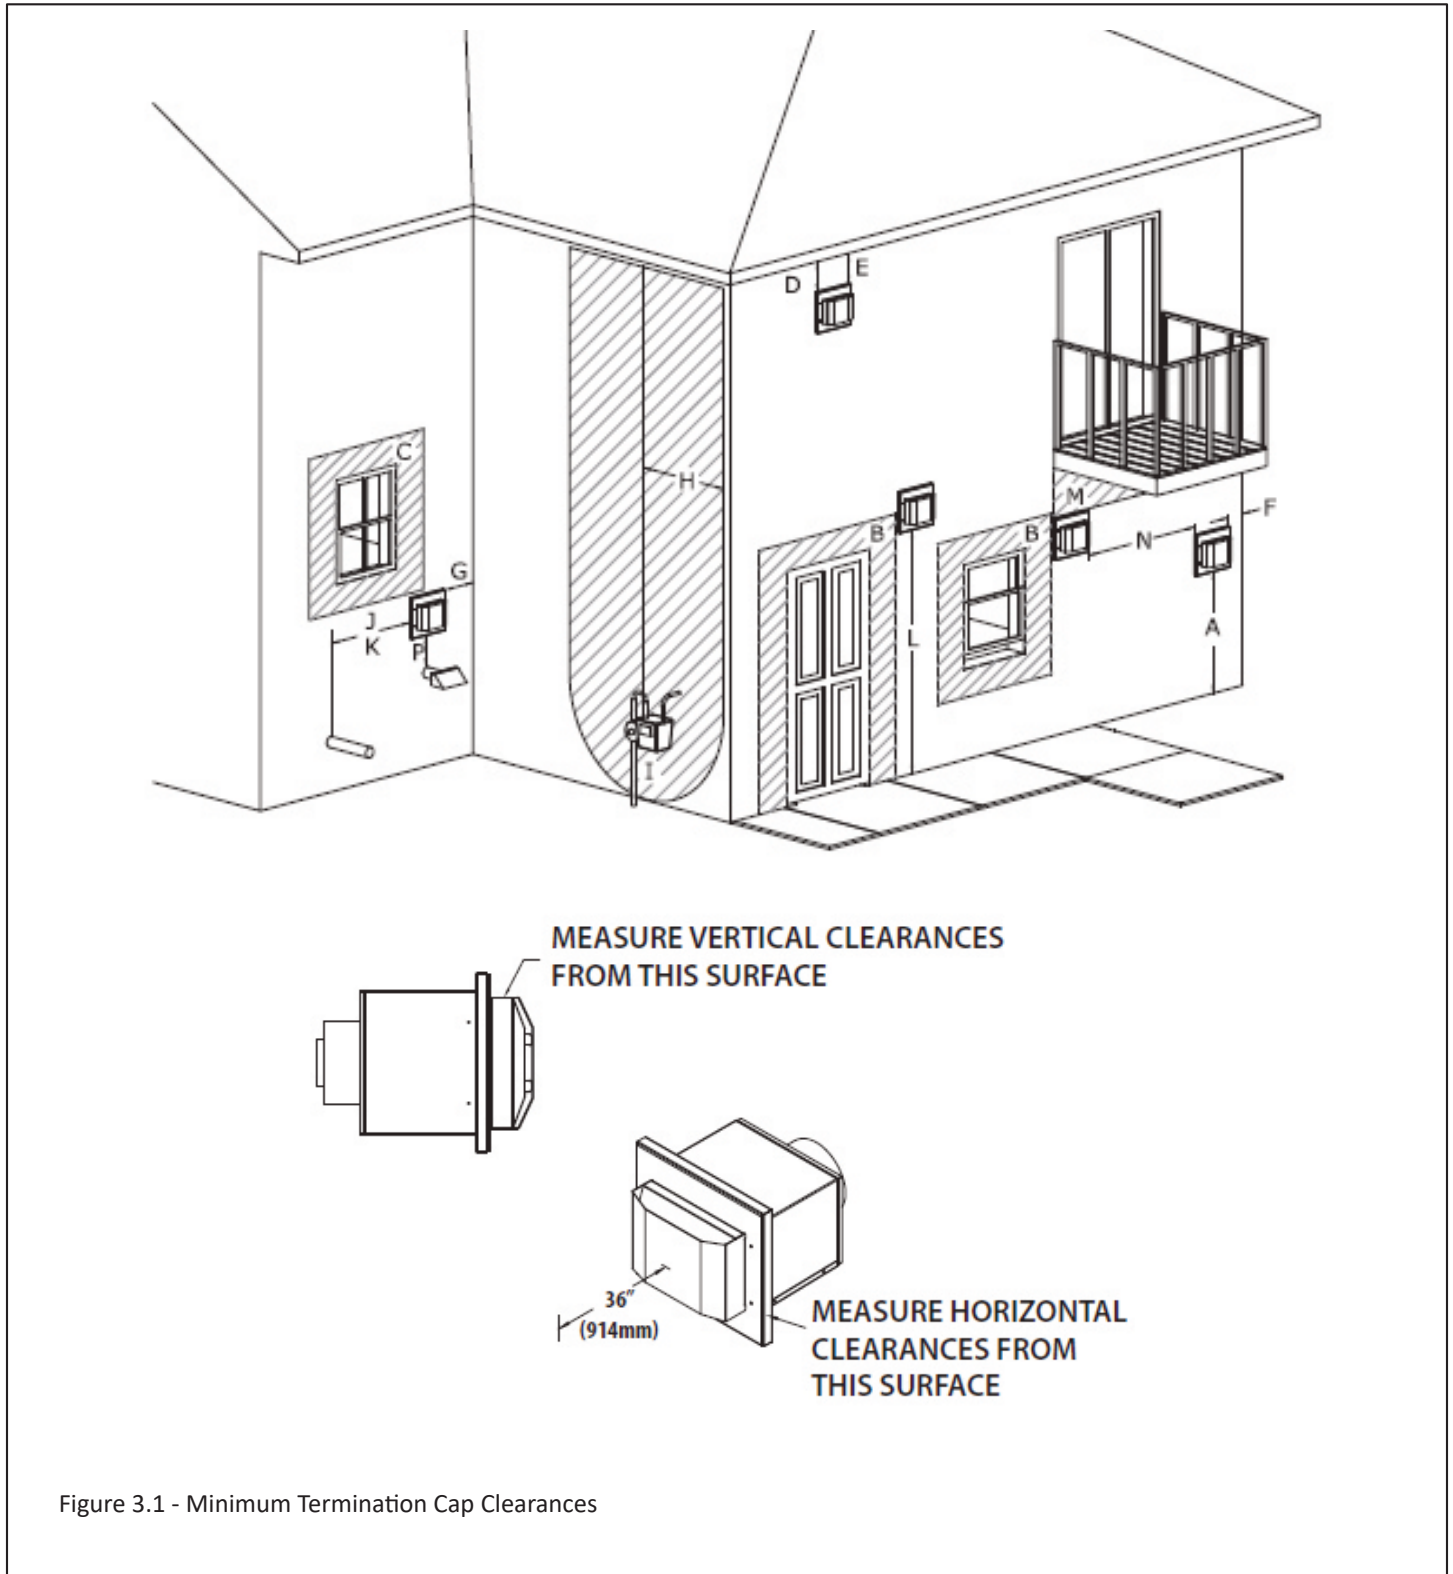 D
E
C
H
M
F
B
B
N
G
J
L
A
K
P
I
MEASURE VERTICAL CLEARANCES
FROM THIS SURFACE
36"
(914mm)
MEASURE HORIZONTAL
CLEARANCES FROM
THIS SURFACE
Figure 3.1 - Minimum Termination Cap Clearances